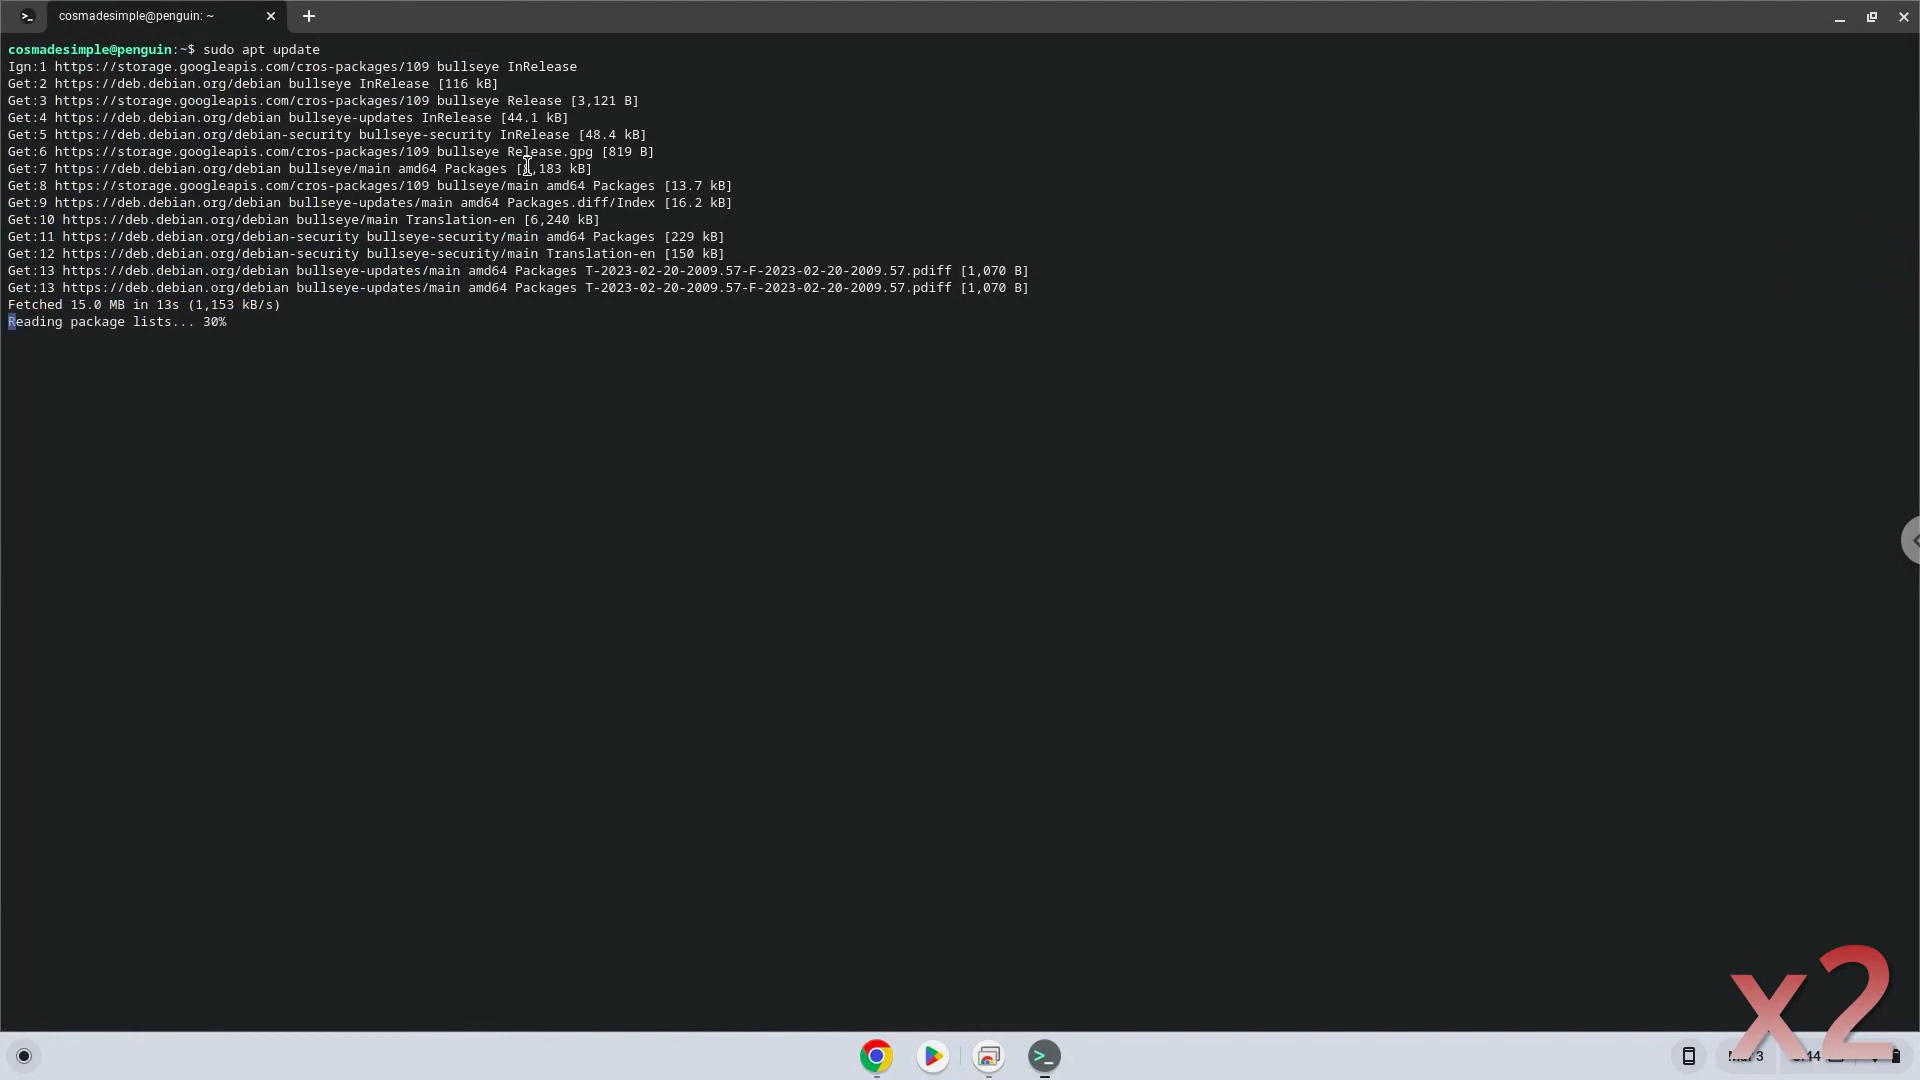 cosmadesimple@penguin: ~
cosmadesimple@penguin:~$ sudo apt update
Ign:1 https://storage.googleapis.com/cros-packages/109 bullseye InRelease
Get:2 https://deb.debian.org/debian bullseye InRelease [116 kB]
Get:3 https://storage.googleapis.com/cros-packages/109 bullseye Release [3,121 B]
Get:4 https://deb.debian.org/debian bullseye-updates InRelease [44.1 kB]
Get:5 https://deb.debian.org/debian-security bullseye-security InRelease [48.4 kB]
Get:6 https://storage.googleapis.com/cros-packages/109 bullseye Release.gpg [819 B]
Get:7 https://deb.debian.org/debian bullseye/main amd64 Packages kB]
Get:8 https://storage.googleapis.com/cros-packages/109 bullseye/main amd64 Packages [13.7 kB]
Get:9 https://deb.debian.org/debian bullseye-updates/main amd64 Packages.diff/Index [16.2 kB]
Get:10 https://deb.debian.org/debian bullseye/main Translation-en [6,240 kB]
Get:11 https://deb.debian.org/debian-security bullseye-security/main amd64 Packages [229 kB]
Get:12 https://deb.debian.org/debian-security bullseye-security/main Translation-en [150 kB]
Get:13 https://deb.debian.org/debian bullseye-updates/main amd64 Packages T-2023-02-20-2009.57-F-2023-02-20-2009.57.pdiff [1,070 B]
Get:13 https://deb.debian.org/debian bullseye-updates/main amd64 Packages T-2023-02-20-2009.57-F-2023-02-20-2009.57.pdiff [1,070 B]
Fetched 15.0 MB in 13s (1,153 kB/s)
Reading package lists... 30%
x2